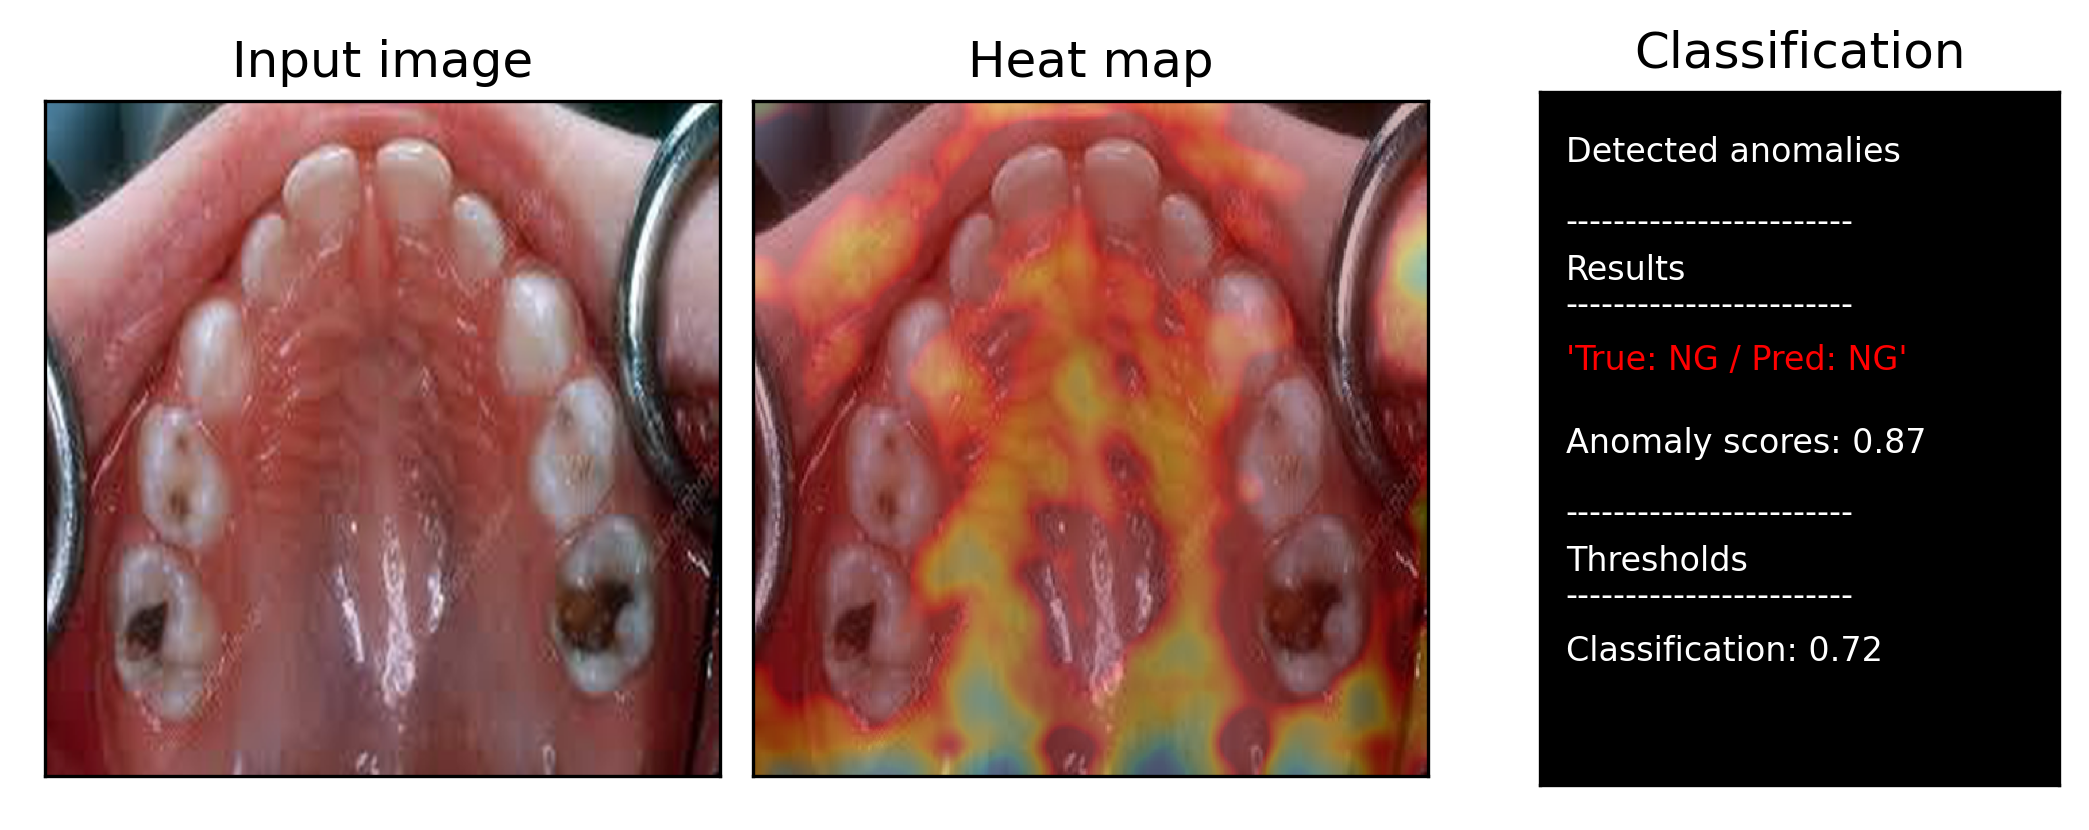 Input image
Heat map
Classification
Detected anomalies
------------------------
Results
------------------------
'True: NG / Pred: NG'
Anomaly scores: 0.87
------------------------
Thresholds
------------------------
Classification: 0.72